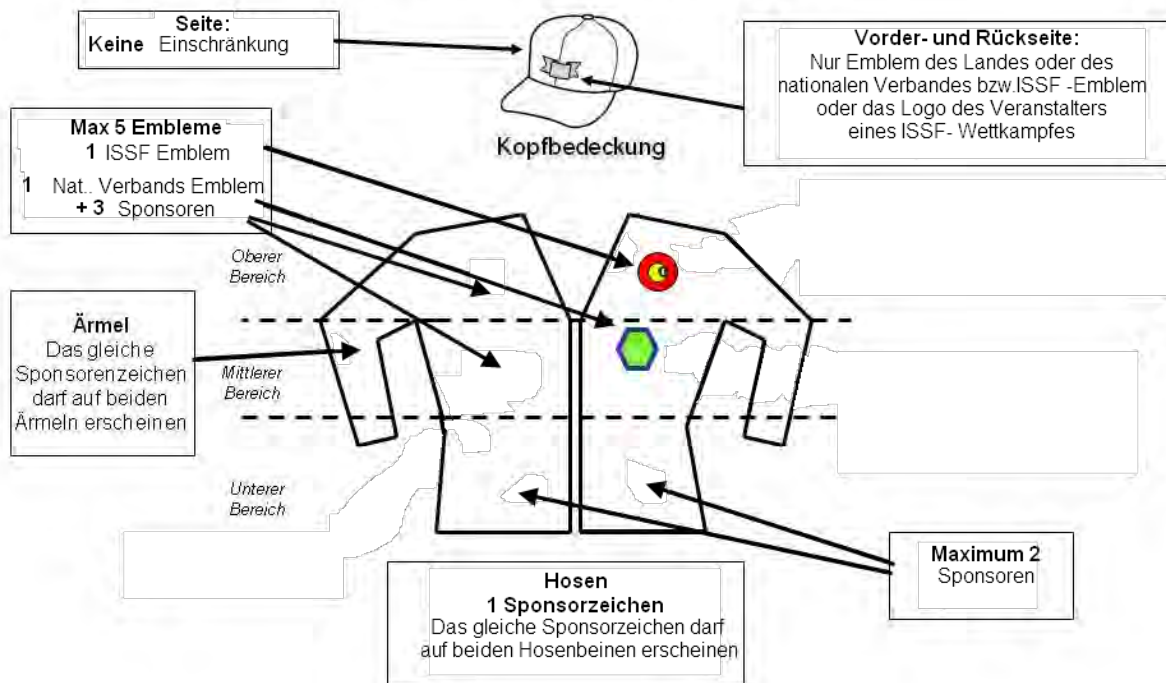 Seite:
Keine Einschränkung
Vorder- und Rückseite:
Nur Emblem des Landes oder des
nationalen Verbandes bzw.ISSF -Emblem
oder das Logo des Veranstalters
eines ISSF- Wettkampfes
Kopfbedeckung
Max 5 Embleme
1 ISSF Emblem
1 Nat.. Verbands Emblem
+ 3 Sponsoren
Oberer
Bereich
Ärmel
Das gleiche
Sponsorenzeichen
darf auf beiden
Ärmeln erscheinen
Mittlerer
Bereich
Unterer
Bereich
Maximum 2
Sponsoren
Hosen
1 Sponsorzeichen
Das gleiche Sponsorzeichen darf
auf beiden Hosenbeinen erscheinen